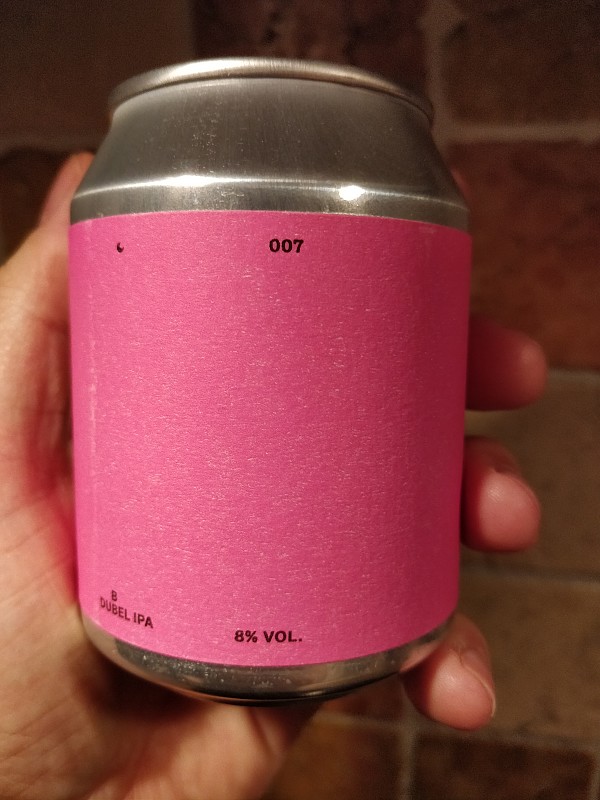 007
B
DUBEL IPA
8% VOL.